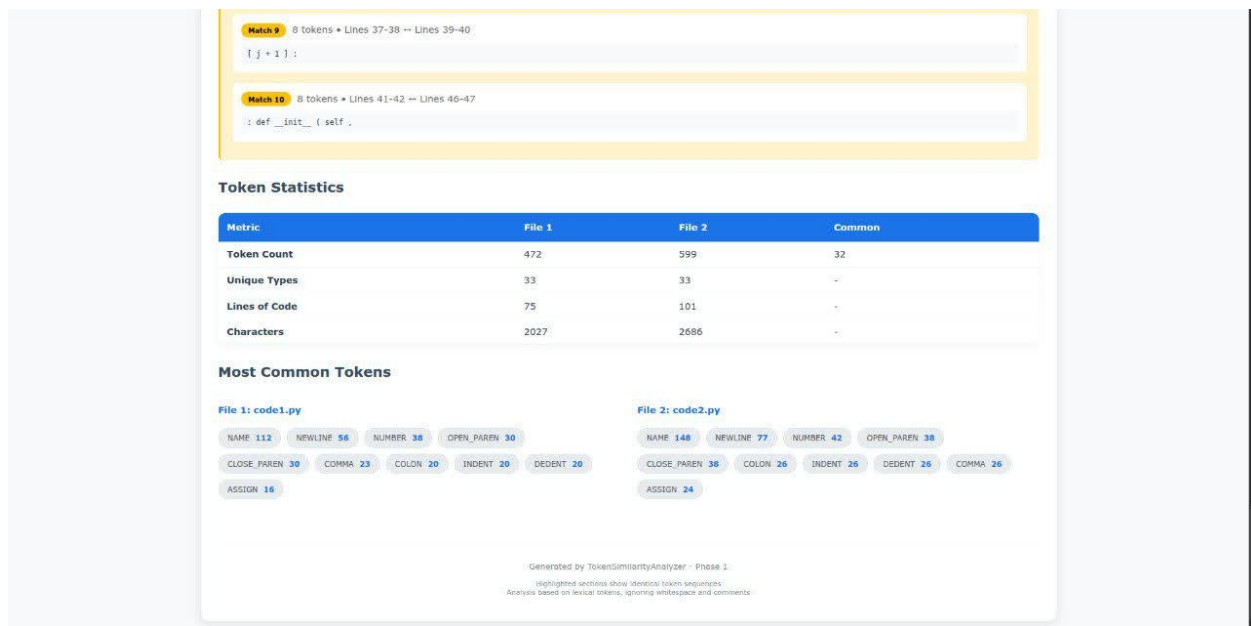 Match 9 8 tokens • Lines 37-38 ↔ Lines 39-40
[ j + 1 ] :
Match 10 8 tokens • Lines 41-42 ↔ Lines 46-47
: def __init__ ( self ,
Token Statistics
Metric File 1 File 2 Common
Token Count 472 599 32
Unique Types 33 33 -
Lines of Code 75 101 -
Characters 2027 2686 -
Most Common Tokens
File 1: code1.py File 2: code2.py
NAME 112 NEWLINE 56 NUMBER 38 OPEN_PAREN 30 NAME 148 NEWLINE 77 NUMBER 42 OPEN_PAREN 38
CLOSE_PAREN 30 COMMA 23 COLON 20 INDENT 20 DEDENT 20 CLOSE_PAREN 38 COLON 26 INDENT 26 DEDENT 26 COMMA 26
ASSIGN 16 ASSIGN 24
Generated by TokenSimilarityAnalyzer - Phase 1
Highlighted sections show identical token sequences
Analysis based on lexical tokens, ignoring whitespace and comments